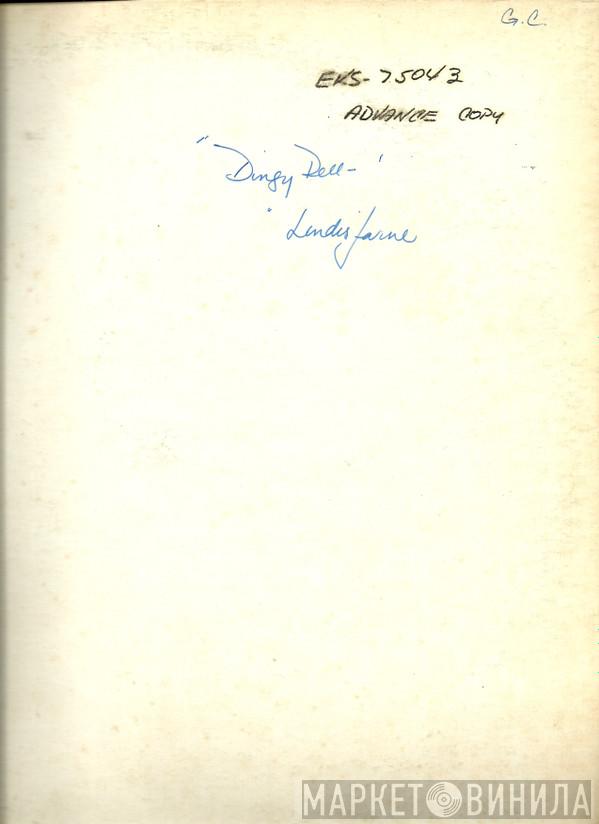 G.C.
EKS-75043
ADVANCE COPY
"Dingy Dell-'
"Lindisfarne
МАРКЕТ ВИНИЛА